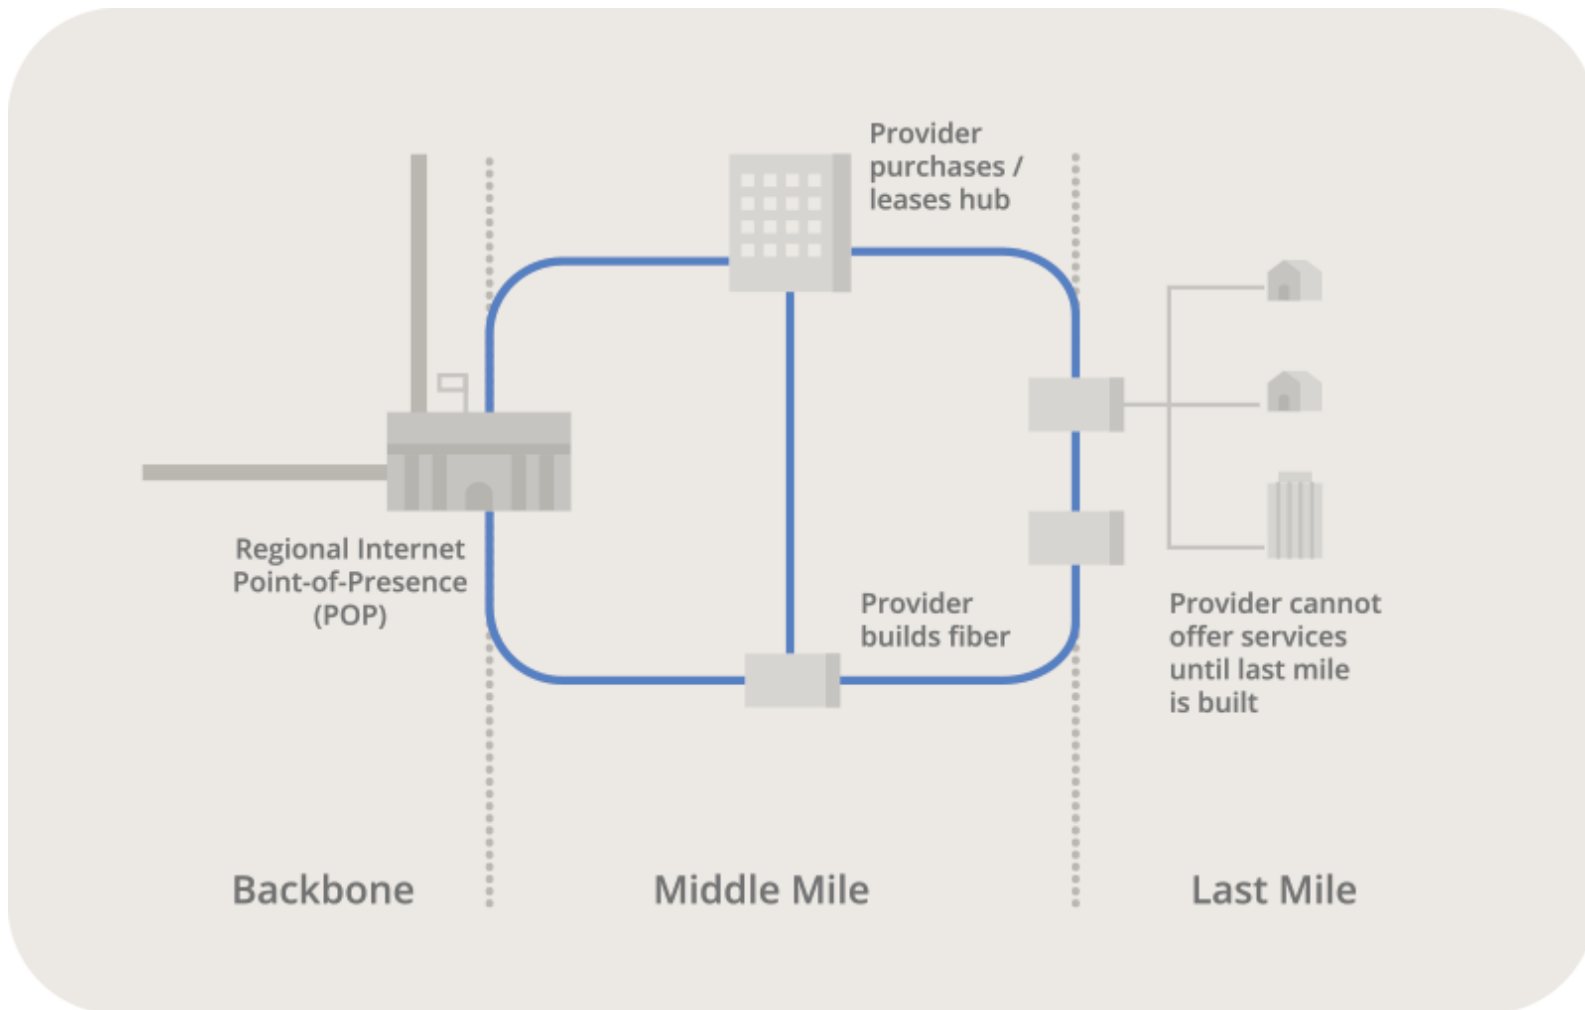 Provider
purchases /
leases hub
Regional Internet
Point-of-Presence
(POP)
Provider
builds fiber
Provider cannot
offer services
until last mile
is built
Backbone
Middle Mile
Last Mile